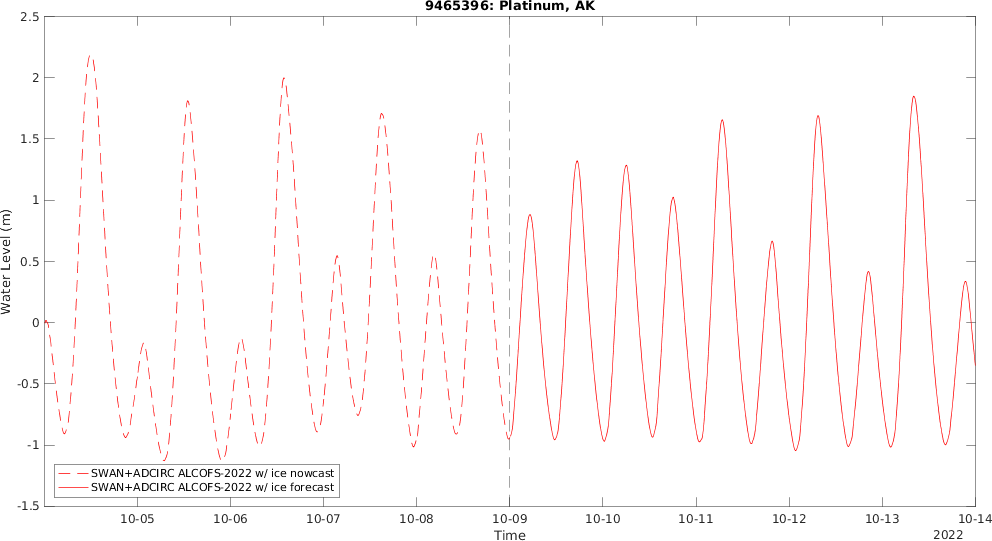 9465396: Platinum, AK
Water Level (m)
2.5
2
1.5
1
0.5
0
-0.5
-1
-1.5
SWAN+ADCIRC ALCOFS-2022 w/ ice nowcast
SWAN+ADCIRC ALCOFS-2022 w/ ice forecast
10-05 10-06 10-07 10-08 10-09 10-10 10-11 10-12 10-13 10-14
Time
2022